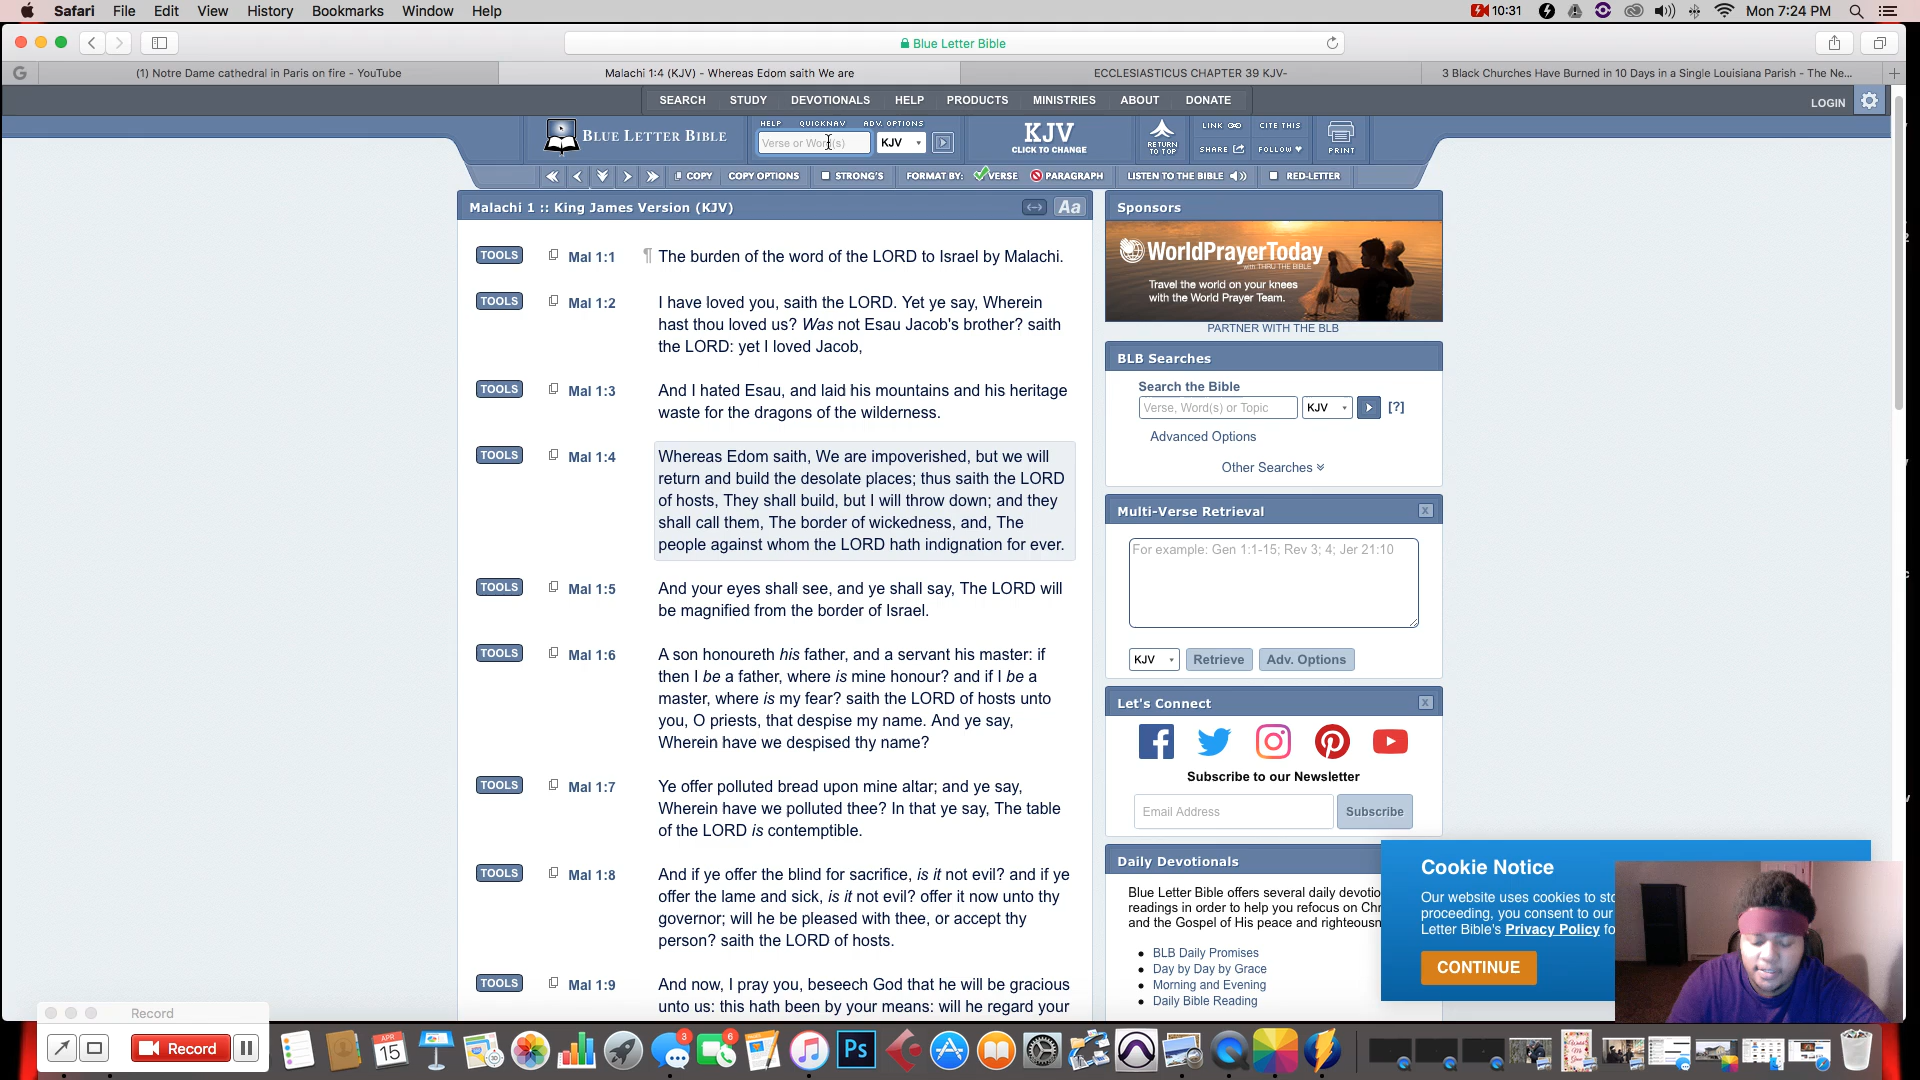 Safari File Edit View History Bookmarks Window Help
10:31 Mon 7:24 PM
Blue Letter Bible
(1) Notre Dame cathedral in Paris on fire - YouTube
Malachi 1:4 (KJV) - Whereas Edom saith We are
ECCLESIASTICUS CHAPTER 39 KJV-
3 Black Churches Have Burned in 10 Days in a Single Louisiana Parish - The Ne...
SEARCH STUDY DEVOTIONALS HELP PRODUCTS MINISTRIES ABOUT DONATE
LOGIN
BLUE LETTER BIBLE
HELP QUICKNAV ADV. OPTIONS
Verse or Word(s) KJV
KJV
CLICK TO CHANGE
RETURN
TO TOP
LINK CITE THIS
SHARE FOLLOW
PRINT
COPY COPY OPTIONS STRONG'S FORMAT BY: VERSE PARAGRAPH LISTEN TO THE BIBLE RED-LETTER
Malachi 1 :: King James Version (KJV)
Aa
TOOLS Mal 1:1 ¶ The burden of the word of the LORD to Israel by Malachi.
TOOLS Mal 1:2 I have loved you, saith the LORD. Yet ye say, Wherein
hast thou loved us? Was not Esau Jacob's brother? saith
the LORD: yet I loved Jacob,
TOOLS Mal 1:3 And I hated Esau, and laid his mountains and his heritage
waste for the dragons of the wilderness.
TOOLS Mal 1:4 Whereas Edom saith, We are impoverished, but we will
return and build the desolate places; thus saith the LORD
of hosts, They shall build, but I will throw down; and they
shall call them, The border of wickedness, and, The
people against whom the LORD hath indignation for ever.
TOOLS Mal 1:5 And your eyes shall see, and ye shall say, The LORD will
be magnified from the border of Israel.
TOOLS Mal 1:6 A son honoureth his father, and a servant his master: if
then I be a father, where is mine honour? and if I be a
master, where is my fear? saith the LORD of hosts unto
you, O priests, that despise my name. And ye say,
Wherein have we despised thy name?
TOOLS Mal 1:7 Ye offer polluted bread upon mine altar; and ye say,
Wherein have we polluted thee? In that ye say, The table
of the LORD is contemptible.
TOOLS Mal 1:8 And if ye offer the blind for sacrifice, is it not evil? and if ye
offer the lame and sick, is it not evil? offer it now unto thy
governor; will he be pleased with thee, or accept thy
person? saith the LORD of hosts.
TOOLS Mal 1:9 And now, I pray you, beseech God that he will be gracious
unto us: this hath been by your means: will he regard your
Sponsors
WorldPrayerToday
with THRU THE BIBLE
Travel the world on your knees
with the World Prayer Team.
PARTNER WITH THE BLB
BLB Searches
Search the Bible
Verse, Word(s) or Topic KJV [?]
Advanced Options
Other Searches
Multi-Verse Retrieval x
For example: Gen 1:1-15; Rev 3; 4; Jer 21:10
KJV Retrieve Adv. Options
Let's Connect x
Subscribe to our Newsletter
Email Address Subscribe
Daily Devotionals
Blue Letter Bible offers several daily devotio
readings in order to help you refocus on Chr
and the Gospel of His peace and righteousn
BLB Daily Promises
Day by Day by Grace
Morning and Evening
Daily Bible Reading
Cookie Notice
Our website uses cookies to sto
proceeding, you consent to our
Letter Bible's Privacy Policy fo
CONTINUE
Record
Record
APR
15
3
6
Ps